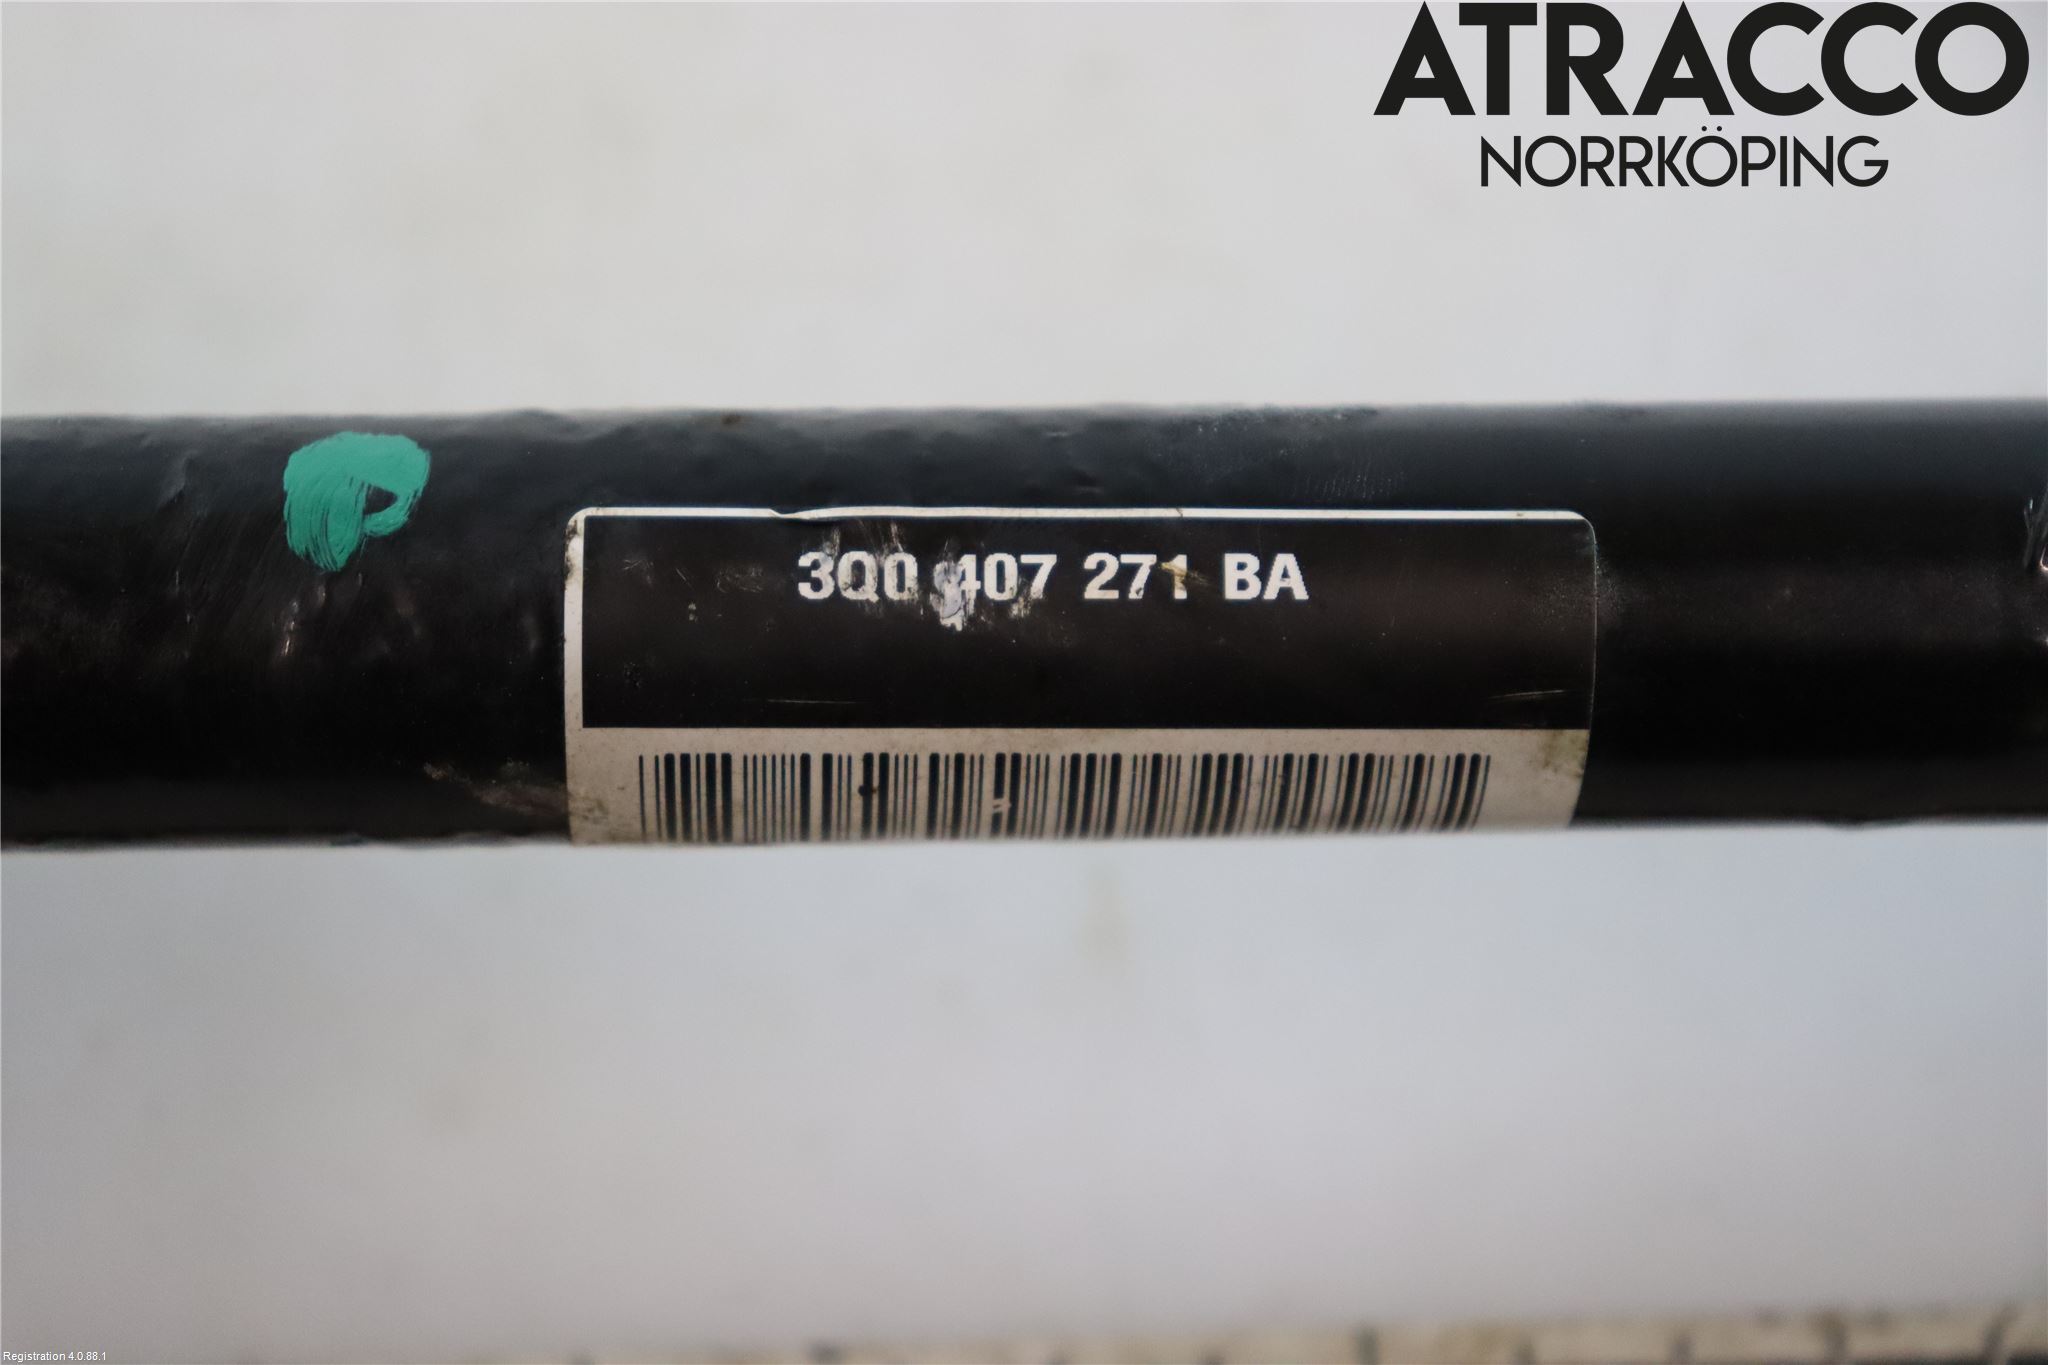 ATRACCO
NORRKÖPING
3Q0 407 271 BA
Registration 4.0.88.1